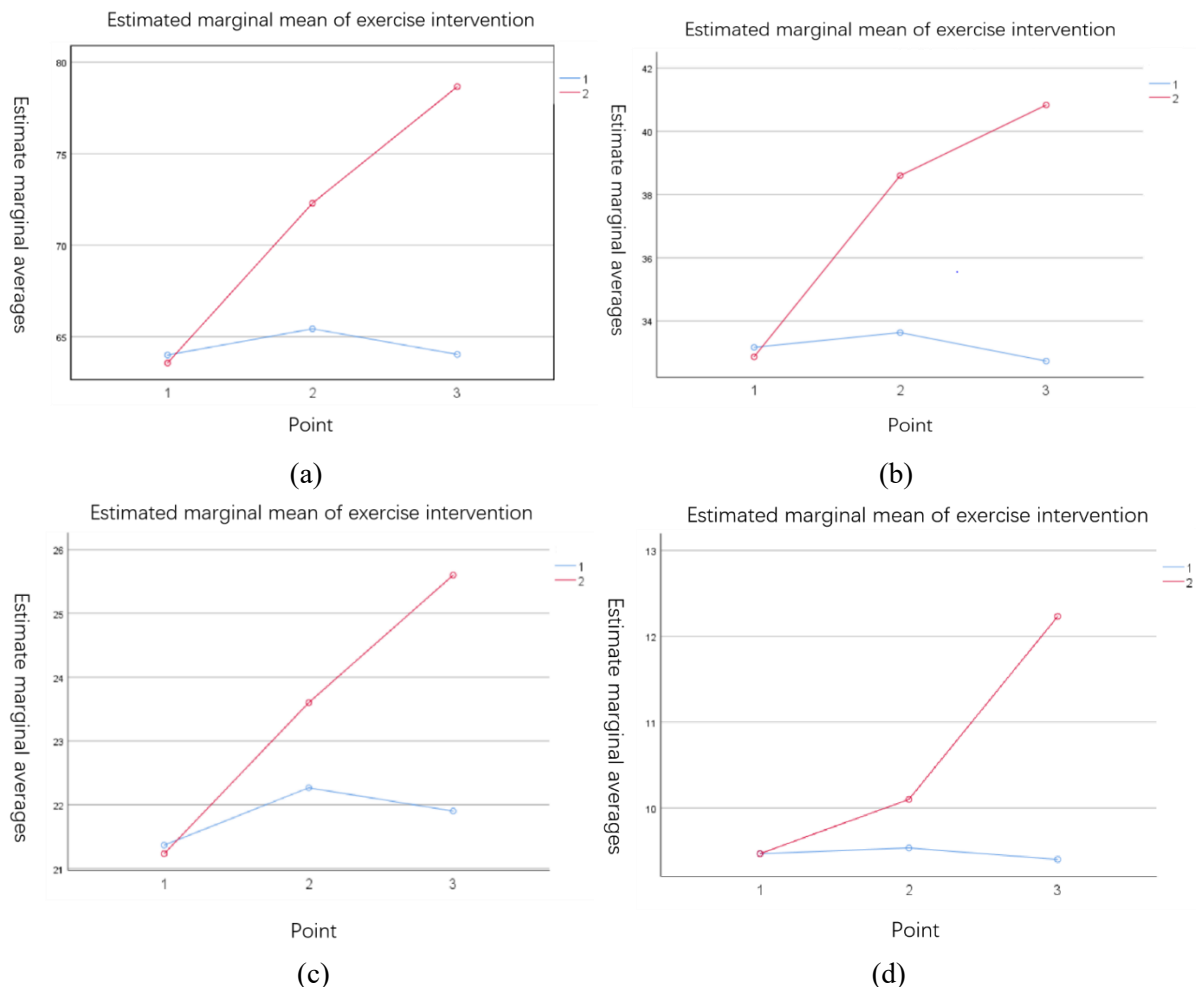 Estimated marginal mean of exercise intervention
Estimate marginal averages
80
75
70
65
1
2
3
Point
1
2
(a)
Estimated marginal mean of exercise intervention
Estimate marginal averages
42
40
38
36
34
1
2
3
Point
1
2
(b)
Estimated marginal mean of exercise intervention
Estimate marginal averages
26
25
24
23
22
21
1
2
3
Point
1
2
(c)
Estimated marginal mean of exercise intervention
Estimate marginal averages
13
12
11
10
1
2
3
Point
1
2
(d)